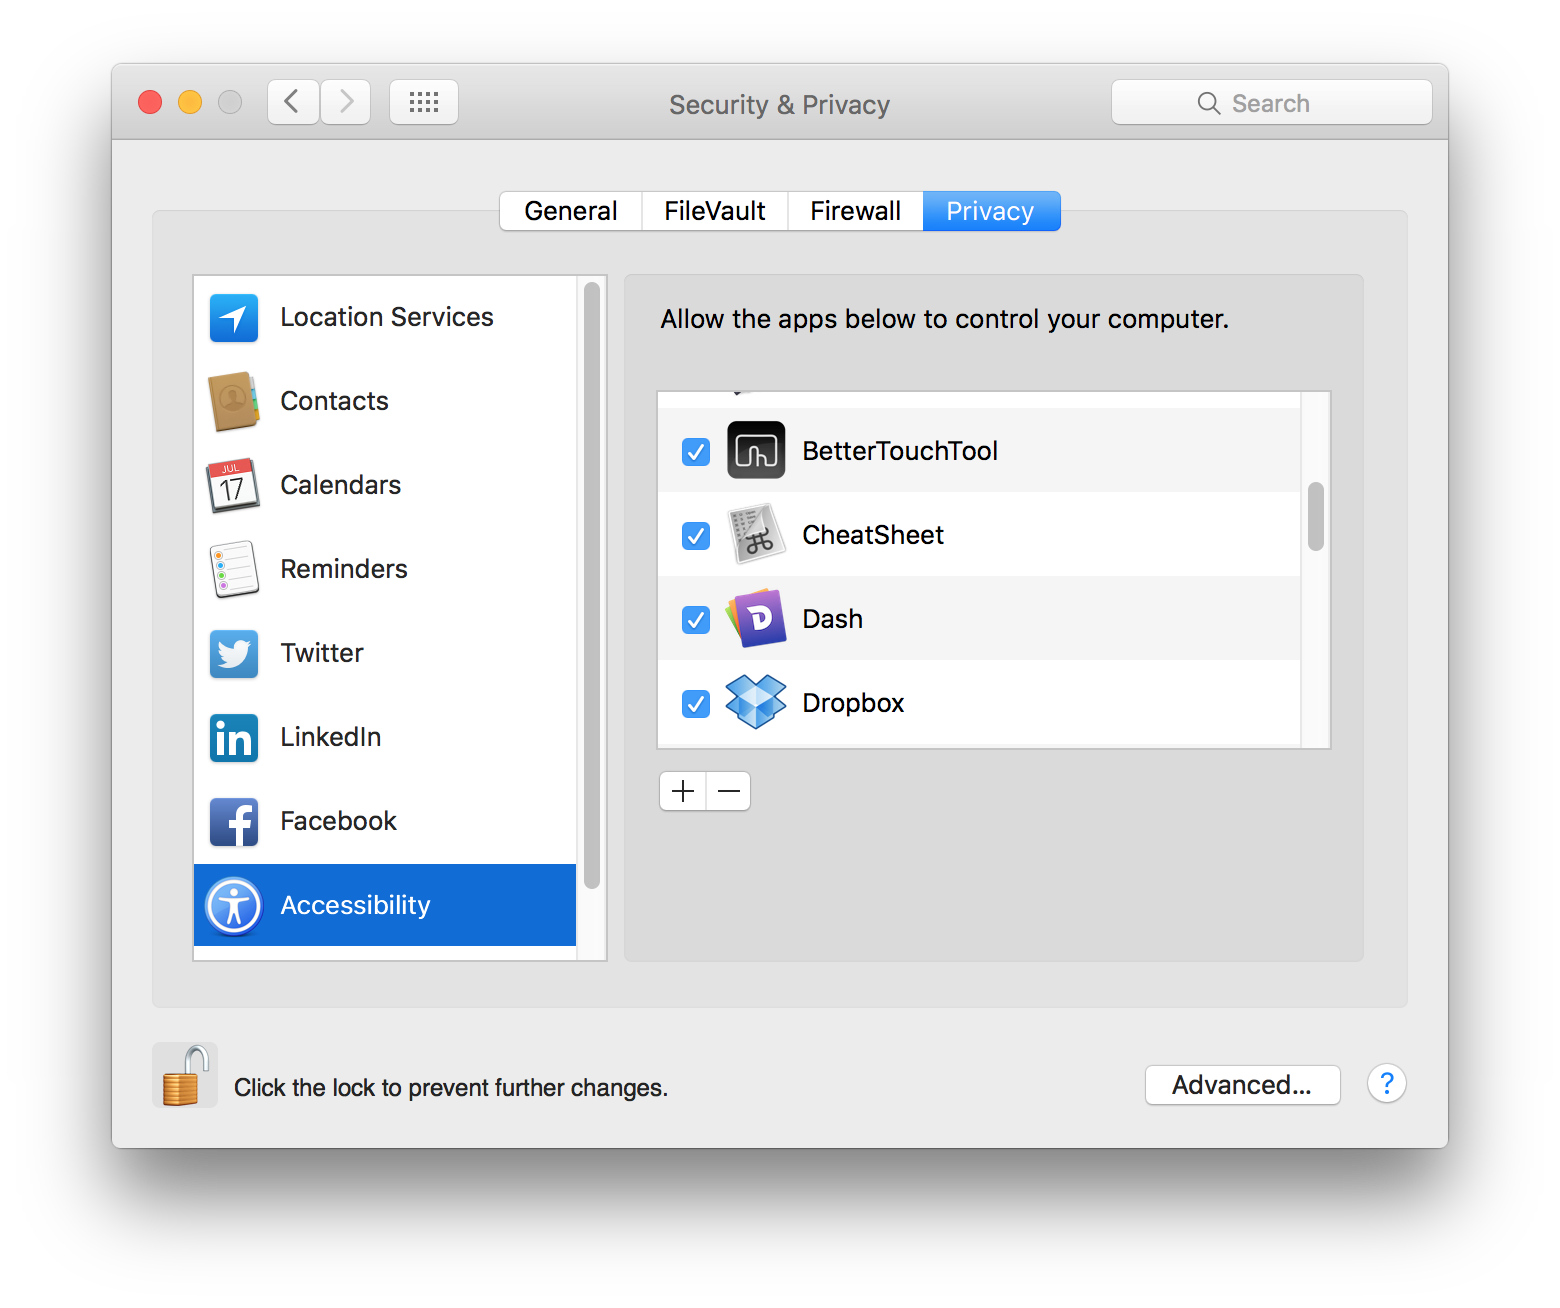 Security & Privacy
Search
General
FileVault
Firewall
Privacy
Location Services
Contacts
JUL
17
Calendars
Reminders
Twitter
in
LinkedIn
f
Facebook
Accessibility
Allow the apps below to control your computer.
BetterTouchTool
CheatSheet
D
Dash
Dropbox
Click the lock to prevent further changes.
Advanced...
?